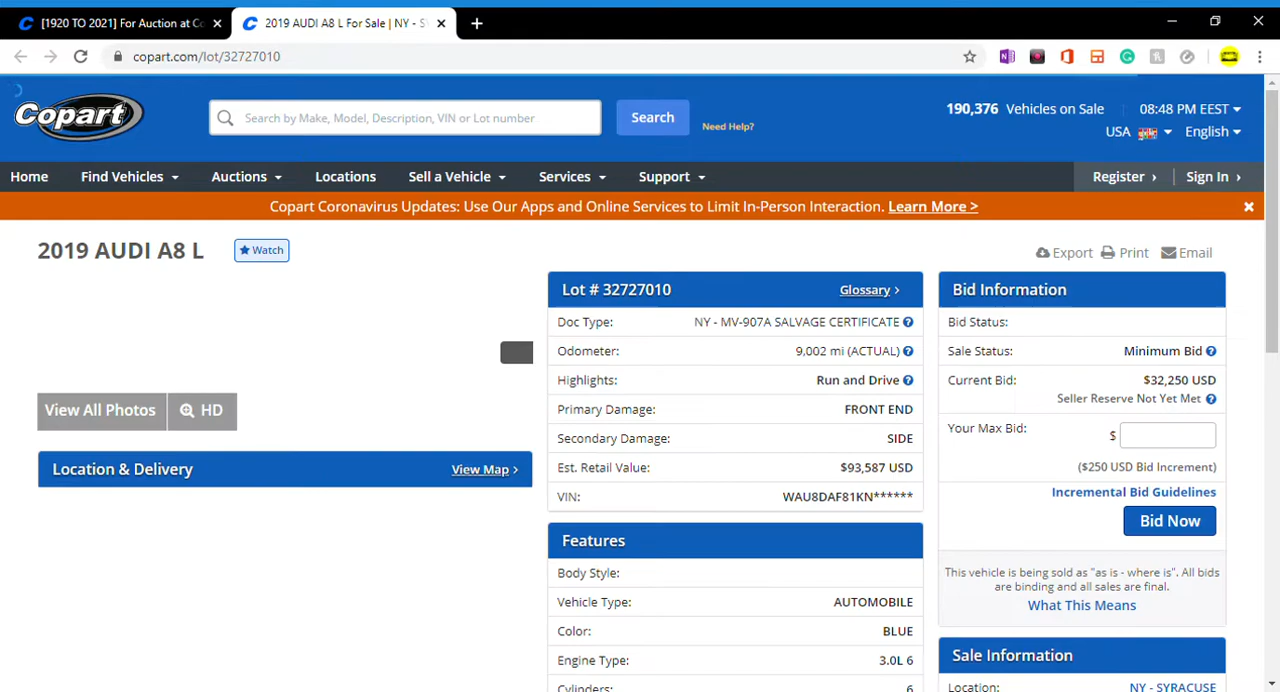 [1920 TO 2021] For Auction at Co
2019 AUDI A8 L For Sale | NY - S
copart.com/lot/32727010
Copart
Search by Make, Model, Description, VIN or Lot number
Search
Need Help?
190,376 Vehicles on Sale
08:48 PM EEST
USA
English
Home
Find Vehicles
Auctions
Locations
Sell a Vehicle
Services
Support
Register ›
Sign In ›
Copart Coronavirus Updates: Use Our Apps and Online Services to Limit In-Person Interaction. Learn More >
2019 AUDI A8 L
Watch
Export
Print
Email
View All Photos
HD
Location & Delivery
View Map ›
Lot # 32727010
Glossary ›
Doc Type: NY - MV-907A SALVAGE CERTIFICATE
Odometer: 9,002 mi (ACTUAL)
Highlights: Run and Drive
Primary Damage: FRONT END
Secondary Damage: SIDE
Est. Retail Value: $93,587 USD
VIN: WAU8DAF81KN******
Features
Body Style:
Vehicle Type: AUTOMOBILE
Color: BLUE
Engine Type: 3.0L 6
Cylinders: 6
Bid Information
Bid Status:
Sale Status: Minimum Bid
Current Bid: $32,250 USD
Seller Reserve Not Yet Met
Your Max Bid: $
($250 USD Bid Increment)
Incremental Bid Guidelines
Bid Now
This vehicle is being sold as "as is - where is". All bids
are binding and all sales are final.
What This Means
Sale Information
Location: NY - SYRACUSE